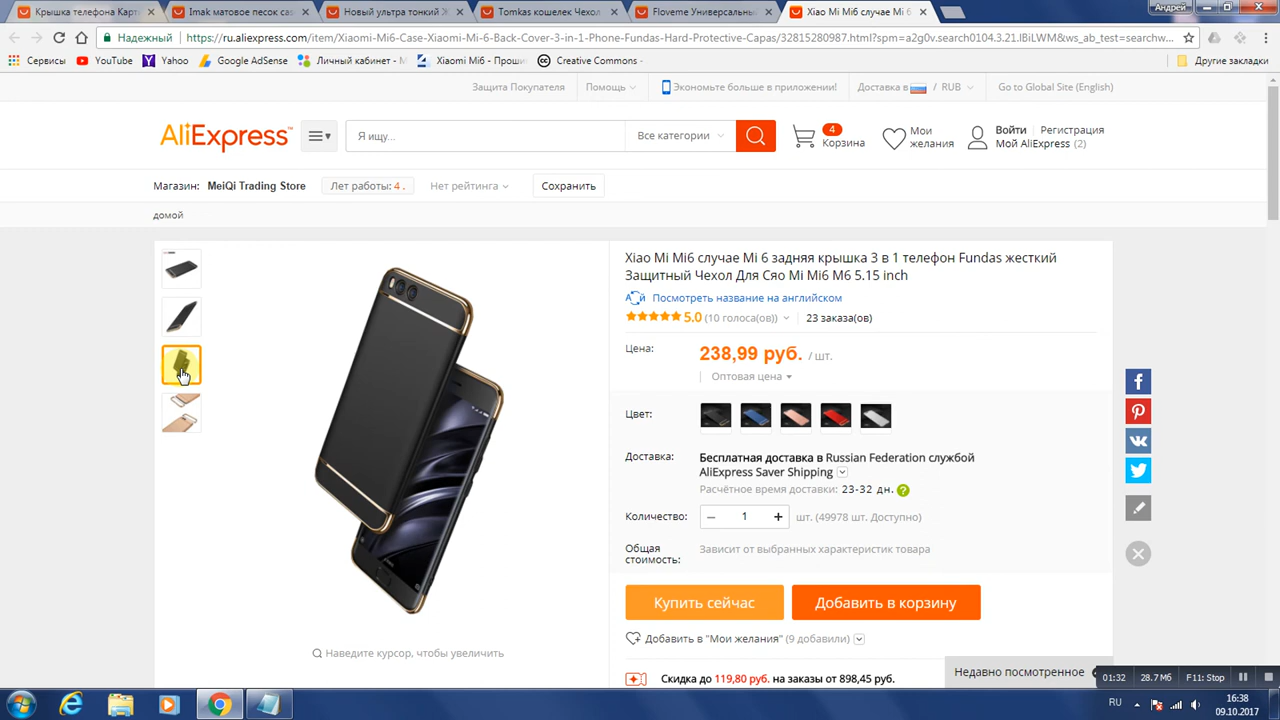 Крышка телефона Карт
Imak матовое песок сас
Новый ультра тонкий Ж
Tomkas кошелек Чехол
Floveme Универсальны
Xiao Mi Mi6 случае Mi 6
Андрей
Надежный
https://ru.aliexpress.com/item/Xiaomi-Mi6-Case-Xiaomi-Mi-6-Back-Cover-3-in-1-Phone-Fundas-Hard-Protective-Capas/32815280987.html?spm=a2g0v.search0104.3.21.IBiLWM&ws_ab_test=searchw...
Сервисы
YouTube
Yahoo
Google AdSense
Личный кабинет - М
Xiaomi Mi6 - Проши
Creative Commons
Другие закладки
Защита Покупателя
Помощь
Экономьте больше в приложении!
Доставка в / RUB
Go to Global Site (English)
AliExpress™
Я ищу...
Все категории
4
Корзина
Мои
желания
Войти
Регистрация
Мой AliExpress (2)
Магазин: MeiQi Trading Store
Лет работы: 4 .
Нет рейтинга
Сохранить
домой
Xiao Mi Mi6 случае Mi 6 задняя крышка 3 в 1 телефон Fundas жесткий
Защитный Чехол Для Сяо Mi Mi6 M6 5.15 inch
Посмотреть название на английском
5.0 (10 голоса(ов))
23 заказа(ов)
Цена:
238,99 руб. / шт.
Оптовая цена
Цвет:
Доставка:
Бесплатная доставка в Russian Federation службой
AliExpress Saver Shipping
Расчётное время доставки: 23-32 дн.
Количество:
1
шт. (49978 шт. Доступно)
Общая
стоимость:
Зависит от выбранных характеристик товара
Купить сейчас
Добавить в корзину
Наведите курсор, чтобы увеличить
Добавить в "Мои желания" (9 добавили)
Скидка до 119,80 руб. на заказы от 898,45 руб.
Недавно посмотренное
01:32
28.7 Мб
F11: Stop
RU
16:38
09.10.2017